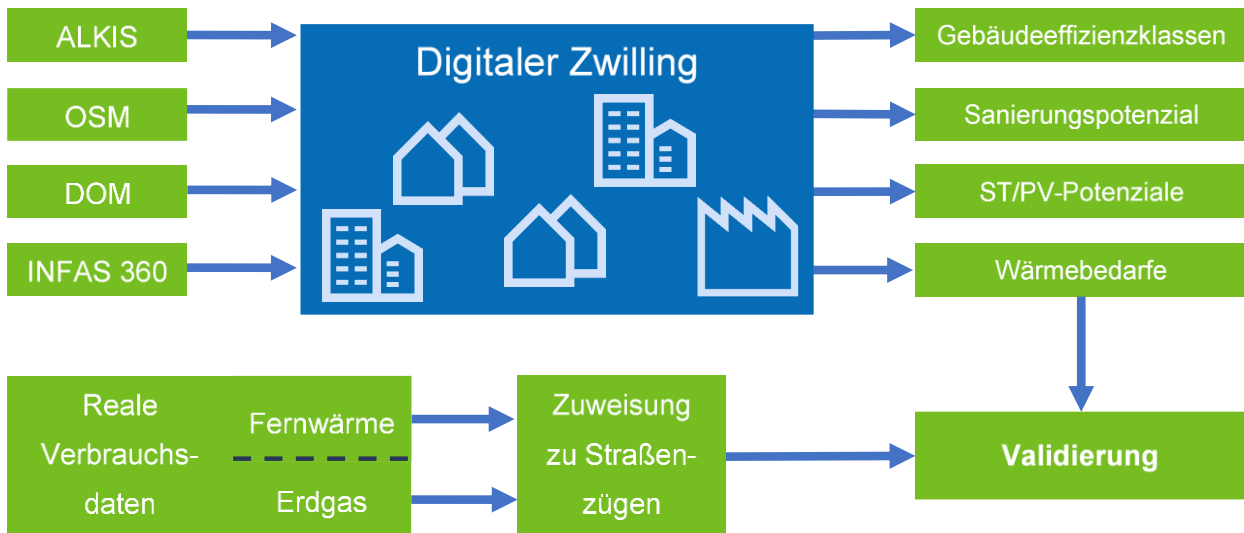 ALKIS
OSM
DOM
INFAS 360
Digitaler Zwilling
Gebäudeeffizienzklassen
Sanierungspotenzial
ST/PV-Potenziale
Wärmebedarfe
Reale
Verbrauchs-
daten
Fernwärme
Erdgas
Zuweisung
zu Straßen-
zügen
Validierung